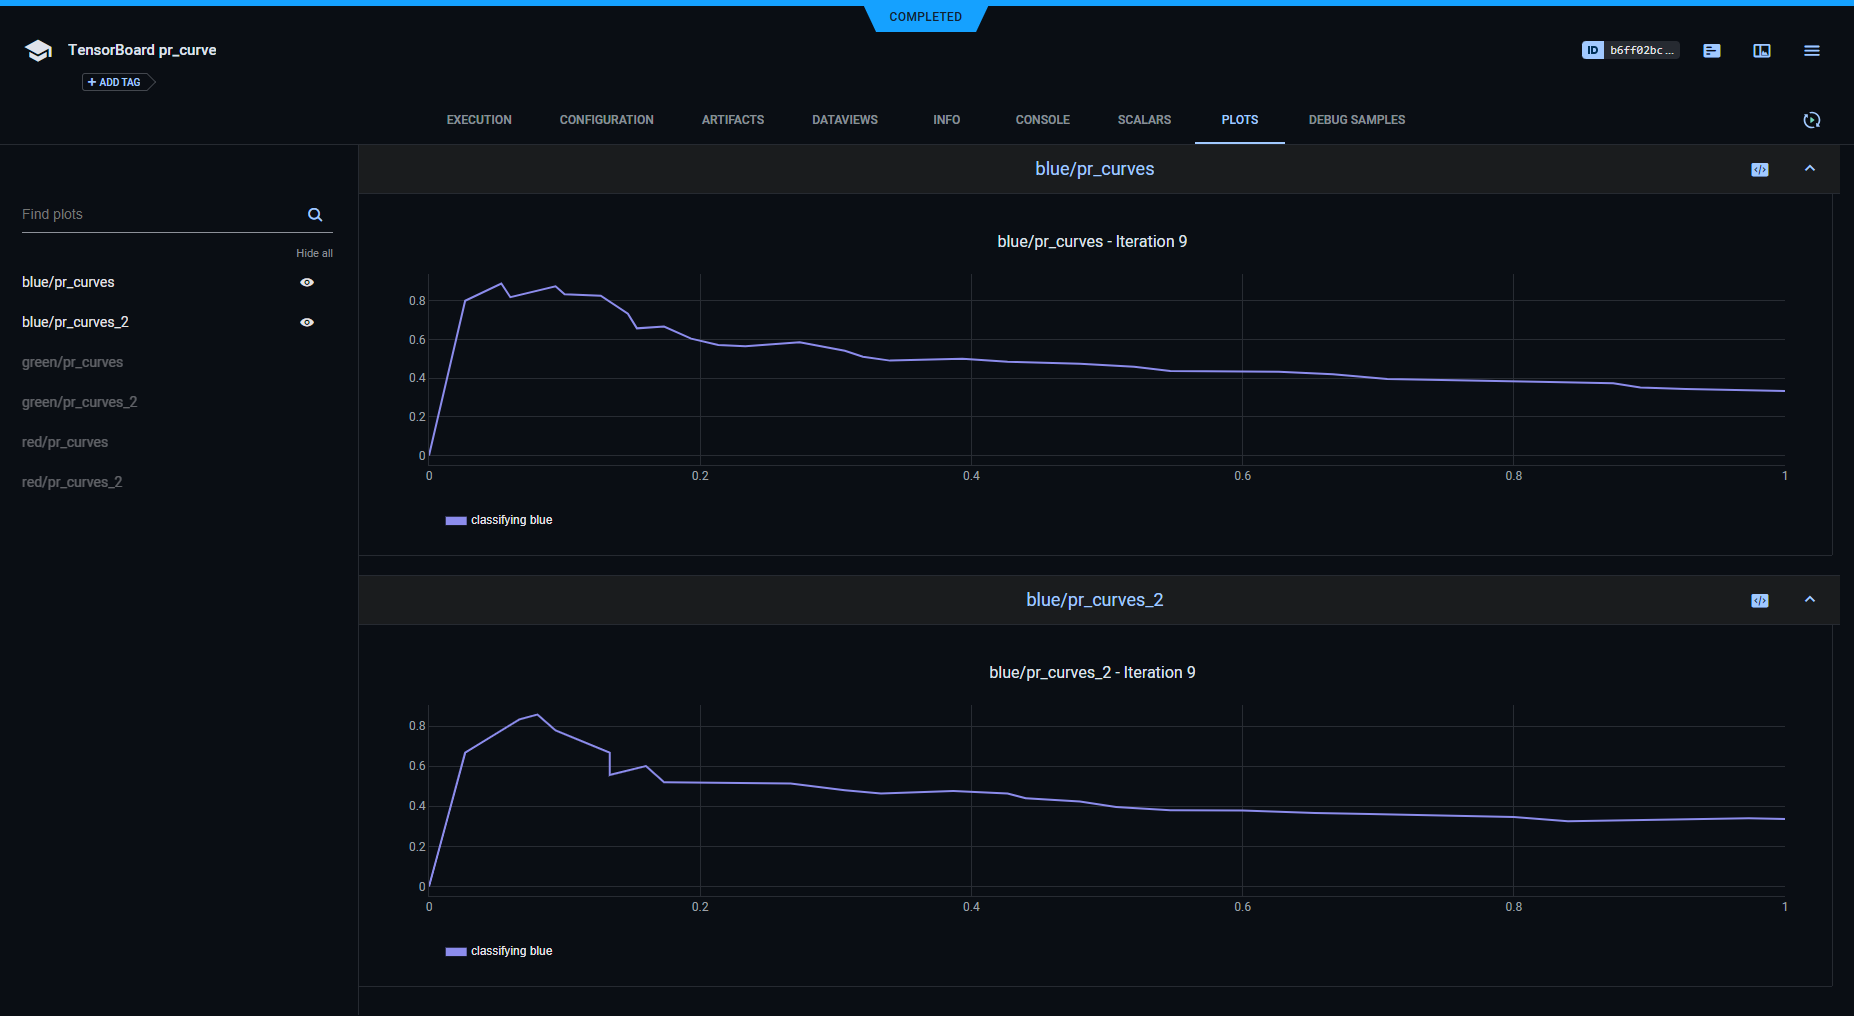 COMPLETED
TensorBoard pr_curve
ID b6ff02bc ...
+ ADD TAG
EXECUTION CONFIGURATION ARTIFACTS DATAVIEWS INFO CONSOLE SCALARS PLOTS DEBUG SAMPLES
Find plots
Hide all
blue/pr_curves
blue/pr_curves_2
green/pr_curves
green/pr_curves_2
red/pr_curves
red/pr_curves_2
blue/pr_curves
blue/pr_curves - Iteration 9
0.8
0.6
0.4
0.2
0
0 0.2 0.4 0.6 0.8 1
classifying blue
blue/pr_curves_2
blue/pr_curves_2 - Iteration 9
0.8
0.6
0.4
0.2
0
0 0.2 0.4 0.6 0.8 1
classifying blue